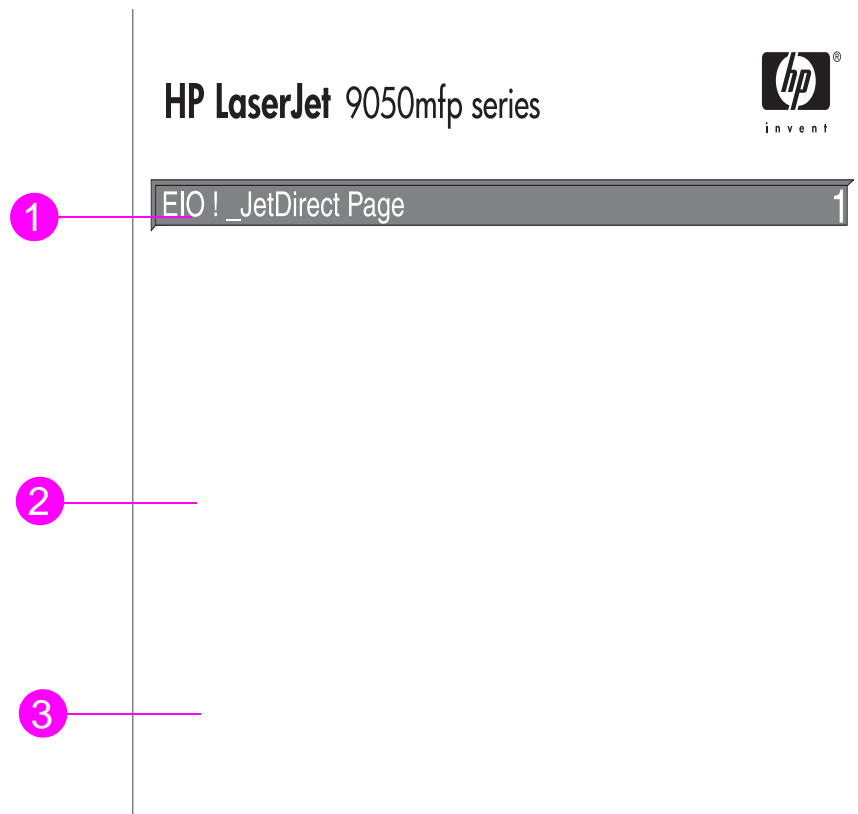 hp®
invent
HP LaserJet 9050mfp series
1 EIO ! _JetDirect Page 1
2
3